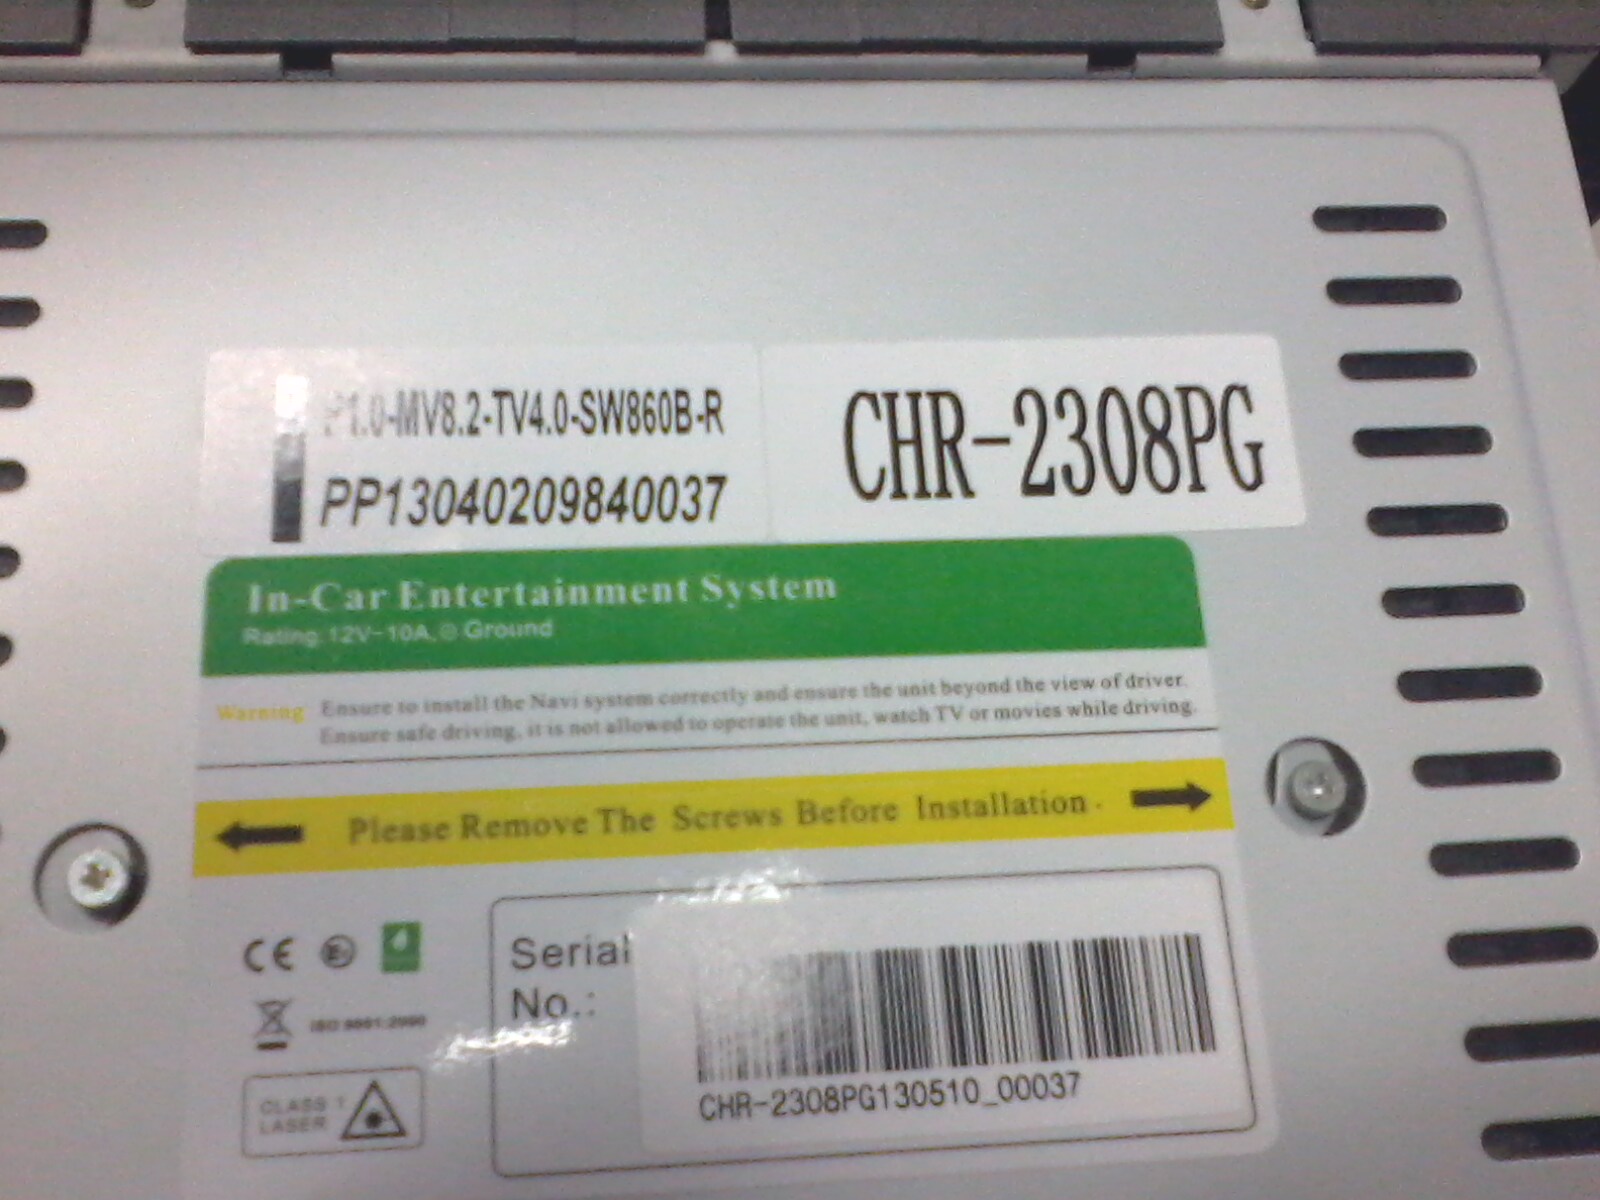 P1.0-MV8.2-TV4.0-SW860B-R
PP13040209840037
CHR-2308PG
In-Car Entertainment System
Rating:12V-10A, Ground
Warning Ensure to install the Navi system correctly and ensure the unit beyond the view of driver.
Ensure safe driving, it is not allowed to operate the unit, watch TV or movies while driving.
Please Remove The Screws Before Installation.
CE
Serial
No.:
ISO 9001:2000
CLASS 1
LASER
CHR-2308PG130510_00037